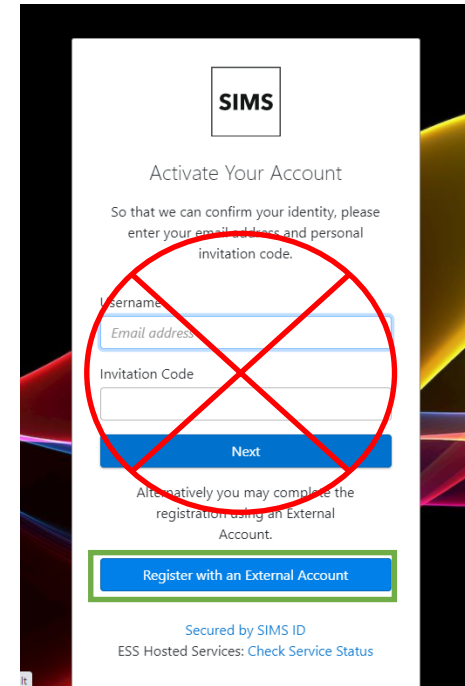 SIMS
Activate Your Account
So that we can confirm your identity, please
enter your email address and personal
invitation code.
Username
Email address
Invitation Code
Next
Alternatively you may complete the
registration using an External
Account.
Register with an External Account
Secured by SIMS ID
ESS Hosted Services: Check Service Status
lt